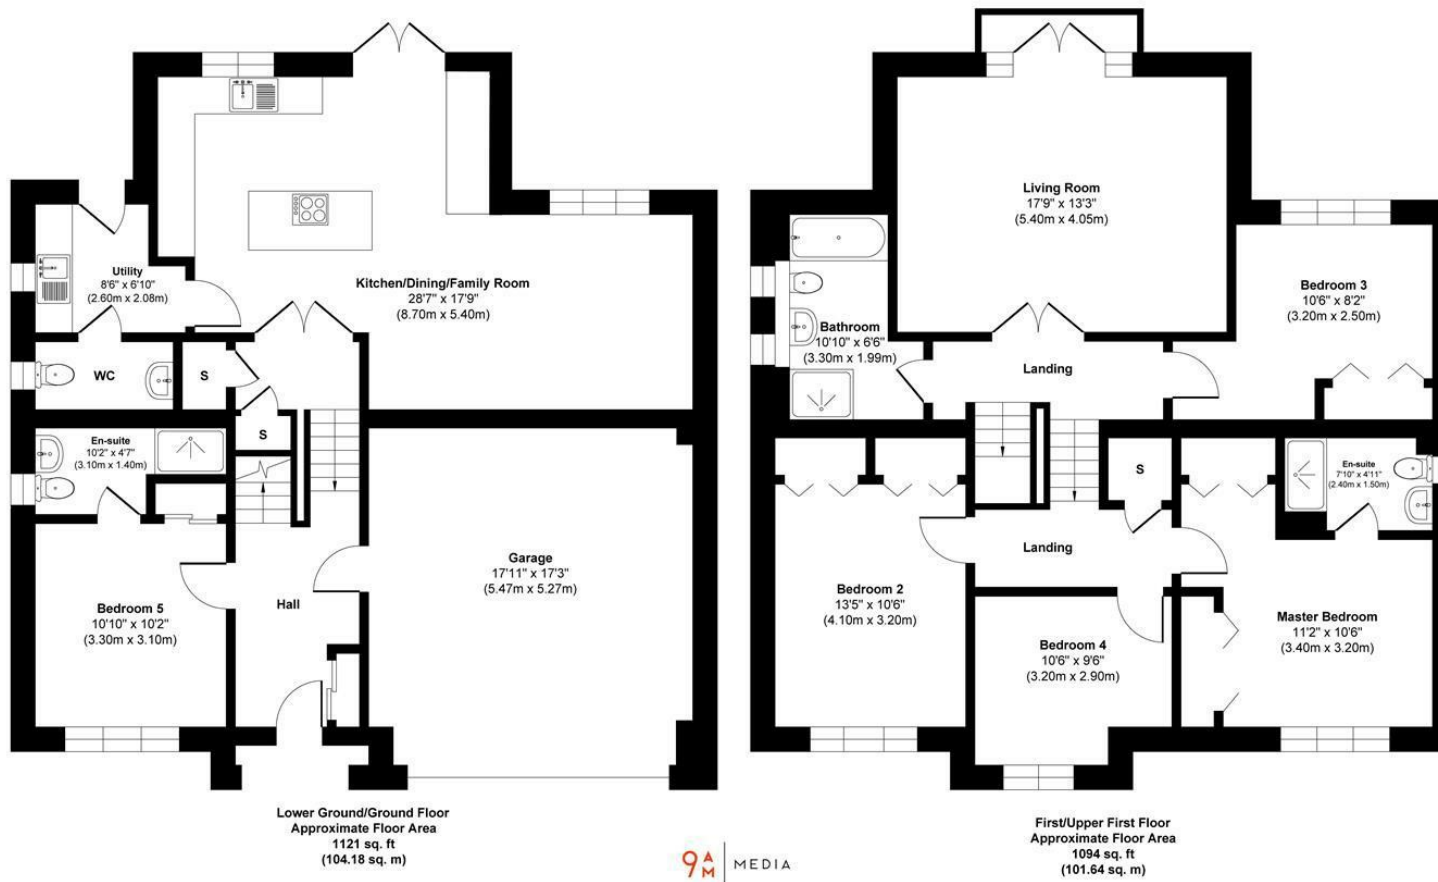 Utility
8'6" x 6'10"
(2.60m x 2.08m)
Kitchen/Dining/Family Room
28'7" x 17'9"
(8.70m x 5.40m)
WC
S
S
En-suite
10'2" x 4'7"
(3.10m x 1.40m)
Bedroom 5
10'10" x 10'2"
(3.30m x 3.10m)
Hall
Garage
17'11" x 17'3"
(5.47m x 5.27m)
Lower Ground/Ground Floor
Approximate Floor Area
1121 sq. ft
(104.18 sq. m)
Living Room
17'9" x 13'3"
(5.40m x 4.05m)
Bedroom 3
10'6" x 8'2"
(3.20m x 2.50m)
Bathroom
10'10" x 6'6"
(3.30m x 1.99m)
Landing
S
En-suite
7'10" x 4'11"
(2.40m x 1.50m)
Landing
Bedroom 2
13'5" x 10'6"
(4.10m x 3.20m)
Bedroom 4
10'6" x 9'6"
(3.20m x 2.90m)
Master Bedroom
11'2" x 10'6"
(3.40m x 3.20m)
First/Upper First Floor
Approximate Floor Area
1094 sq. ft
(101.64 sq. m)
9AM MEDIA